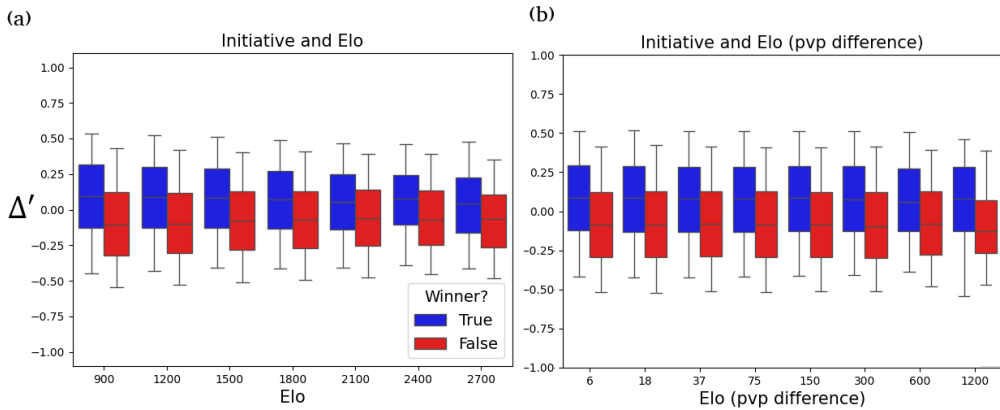 (a)
Initiative and Elo
1.00
0.75
0.50
0.25
0.00
−0.25
−0.50
−0.75
−1.00
Δ′
Winner?
True
False
900 1200 1500 1800 2100 2400 2700
Elo
(b)
Initiative and Elo (pvp difference)
1.00
0.75
0.50
0.25
0.00
−0.25
−0.50
−0.75
−1.00
6 18 37 75 150 300 600 1200
Elo (pvp difference)